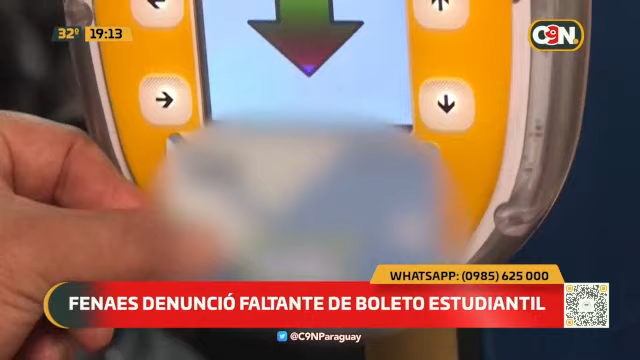 32º 19:13
C9N.
WHATSAPP: (0985) 625 000
FENAES DENUNCIÓ FALTANTE DE BOLETO ESTUDIANTIL
@C9NParaguay